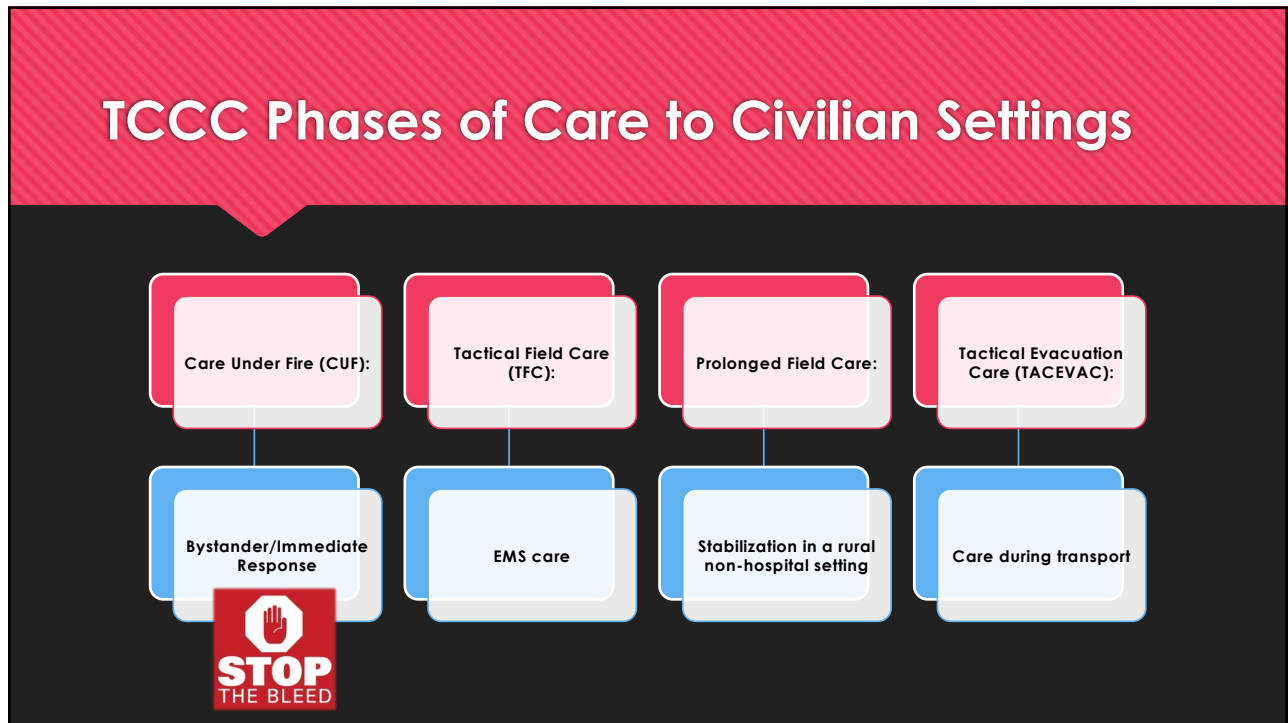 TCCC Phases of Care to Civilian Settings
Care Under Fire (CUF):
Tactical Field Care
(TFC):
Prolonged Field Care:
Tactical Evacuation
Care (TACEVAC):
Bystander/Immediate
Response
EMS care
Stabilization in a rural
non-hospital setting
Care during transport
STOP
THE BLEED